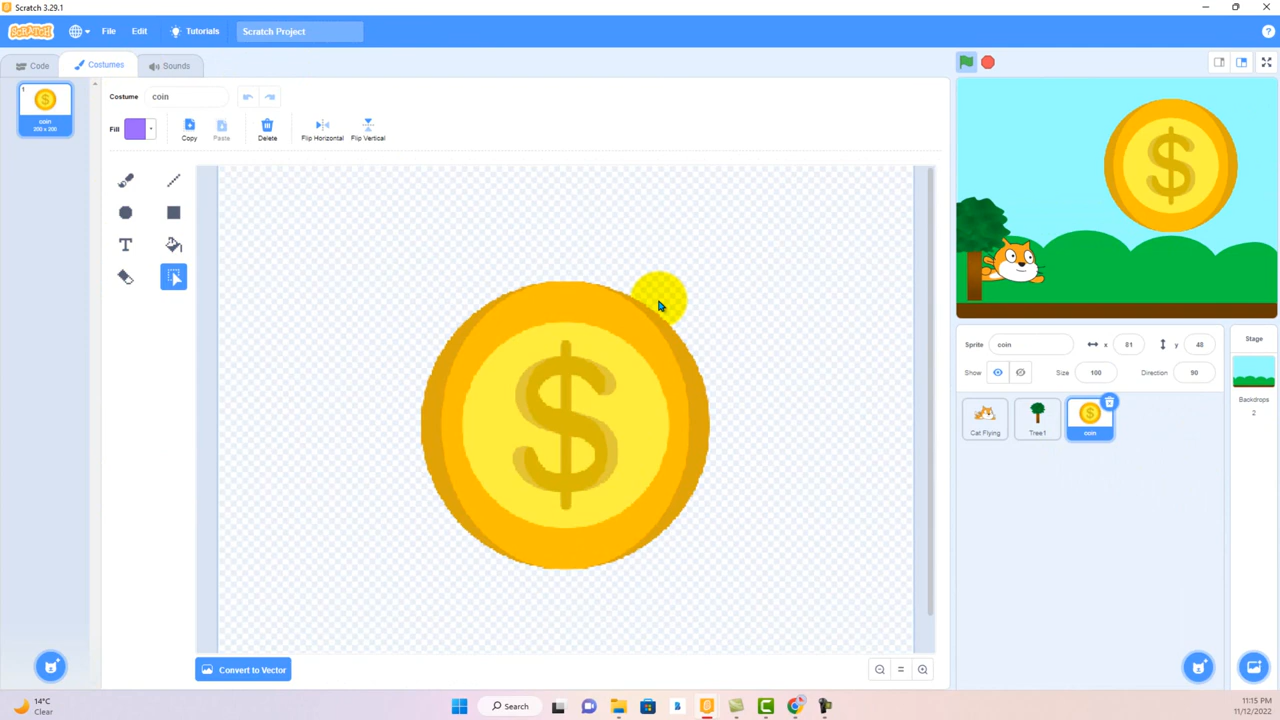 Scratch 3.29.1
SCRATCH File Edit Tutorials Scratch Project
Code Costumes Sounds
Costume coin
Fill Copy Paste Delete Flip Horizontal Flip Vertical
1
coin
200 x 200
T
$
$
Convert to Vector
Sprite coin x 81 y 48
Show Size 100 Direction 90
Cat Flying Tree1 coin
Stage
Backdrops
2
14°C
Clear
Search
11:15 PM
11/12/2022